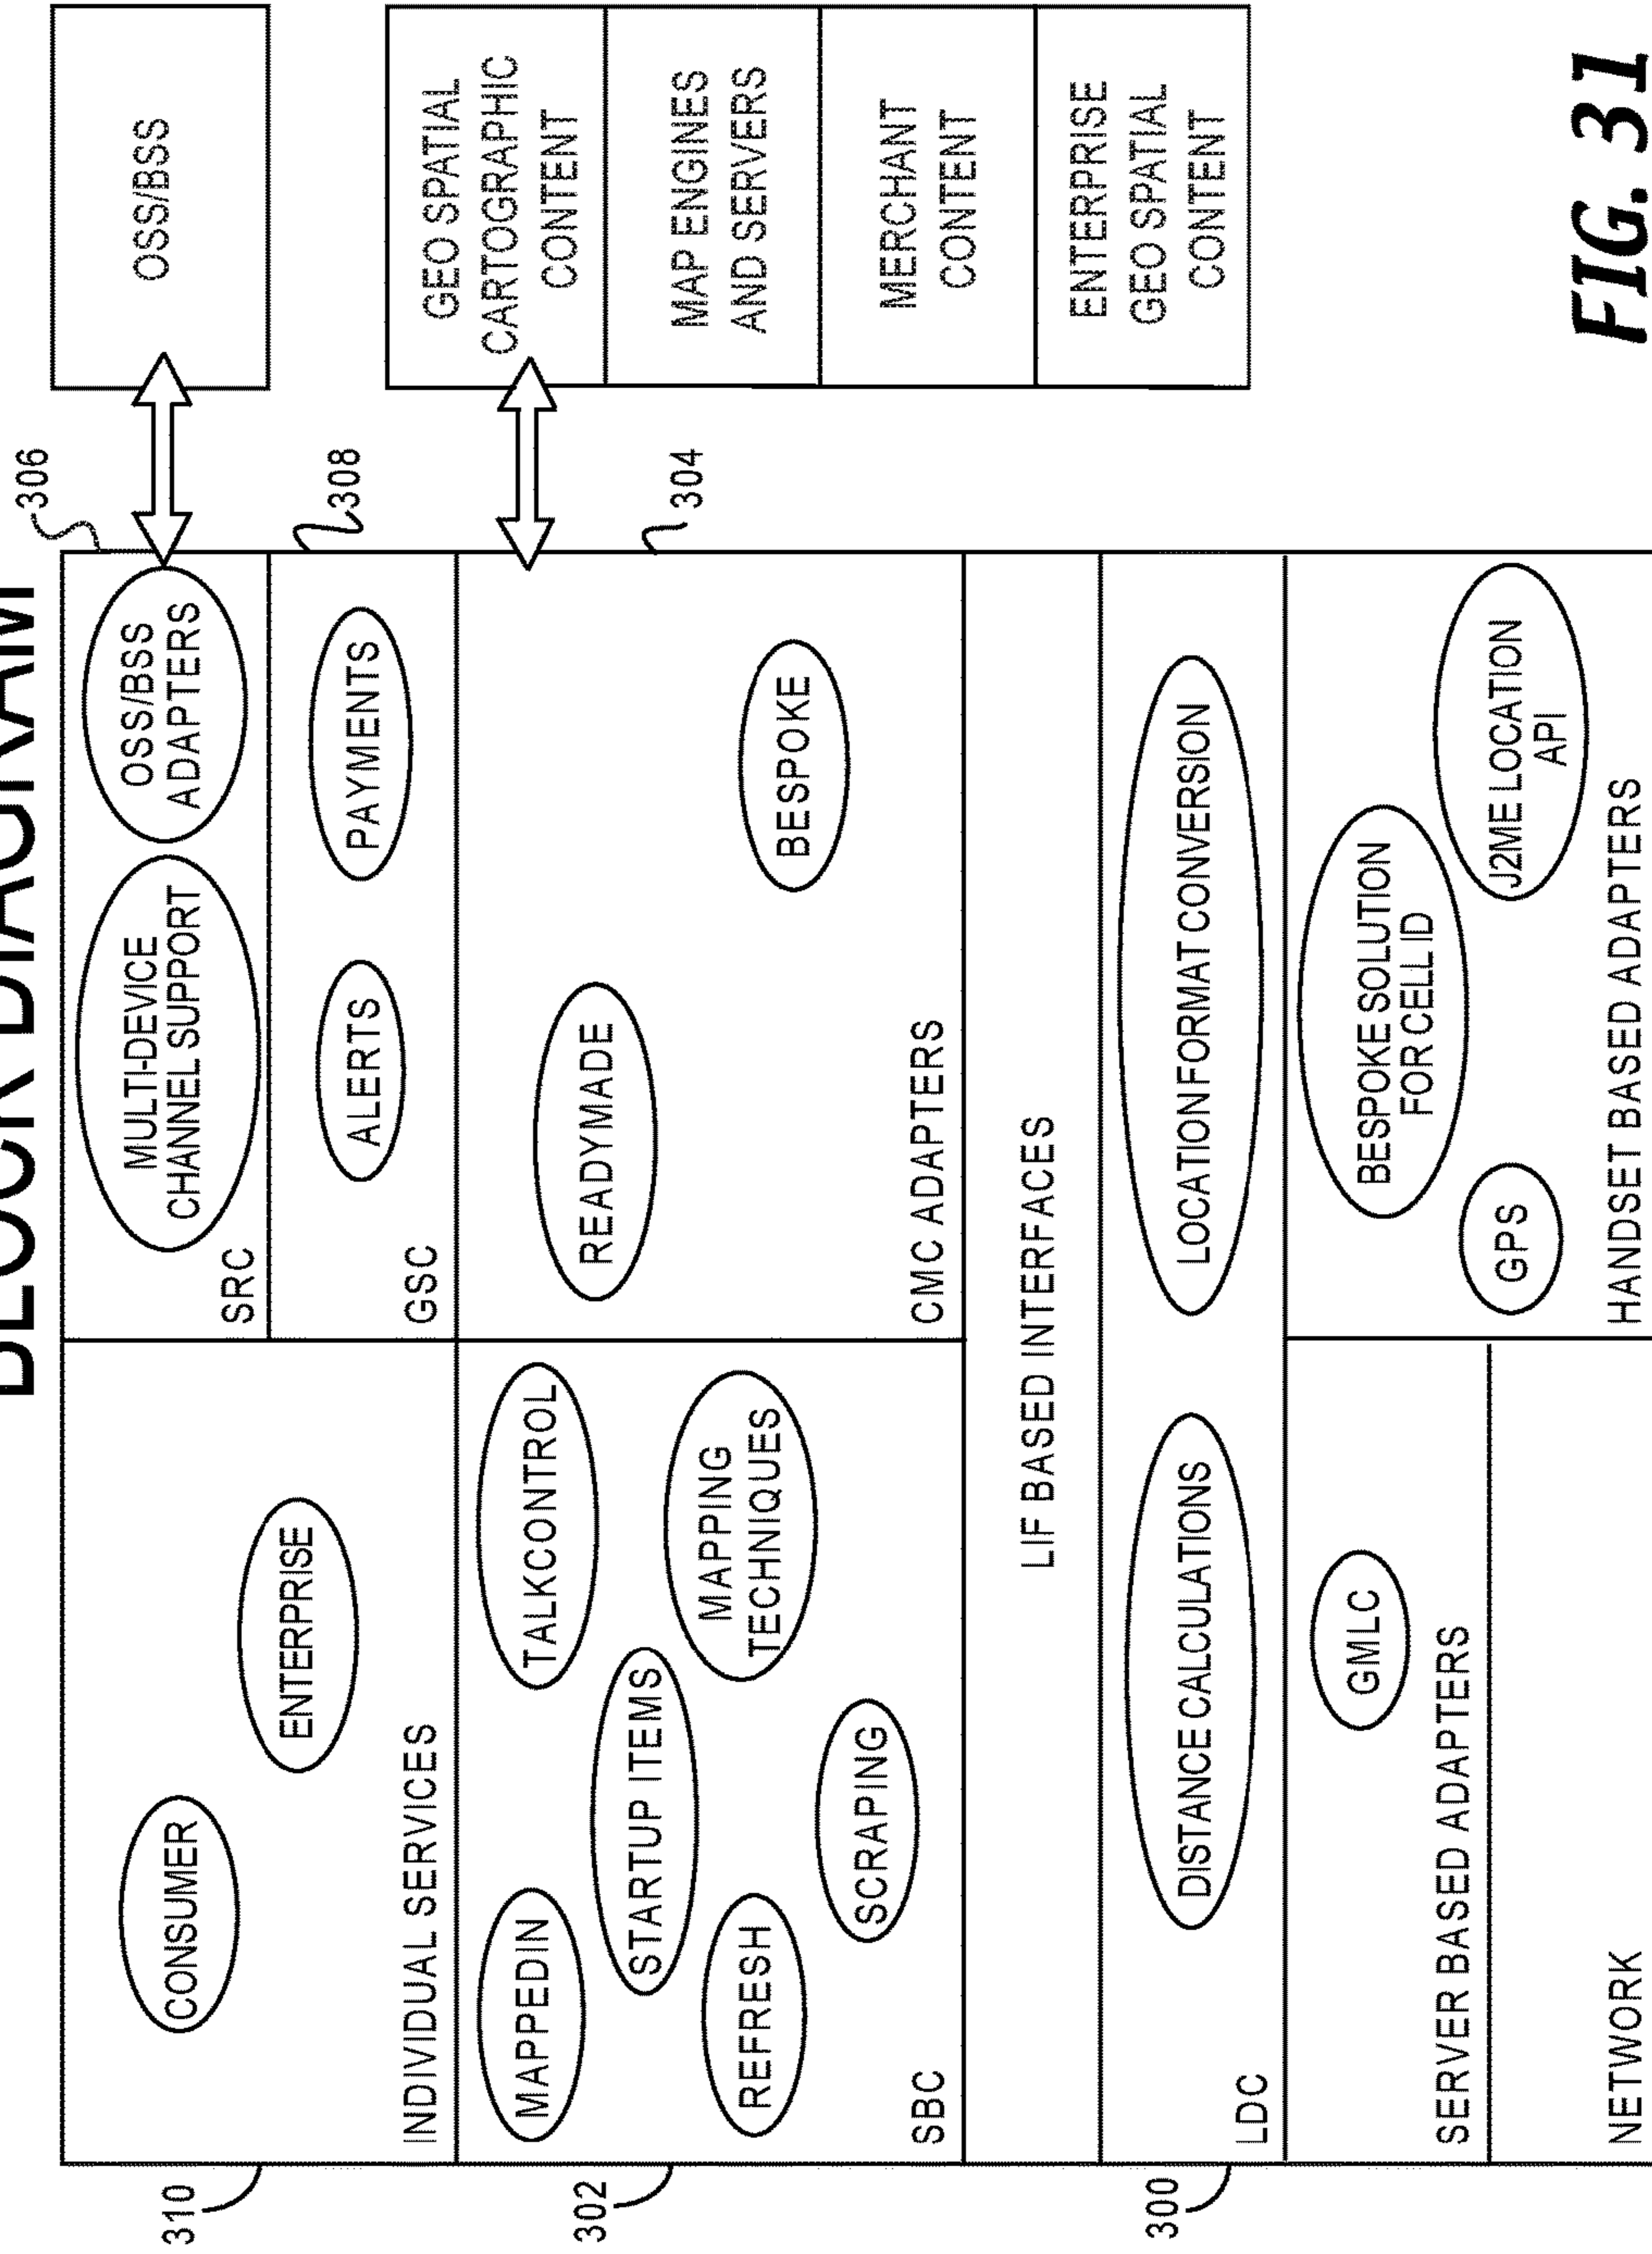 BLOCK DIAGRAM
310
CONSUMER
ENTERPRISE
INDIVIDUAL SERVICES
306
MULTI-DEVICE
CHANNEL SUPPORT
OSS/BSS
ADAPTERS
SRC
OSS/BSS
308
ALERTS
PAYMENTS
GSC
302
MAPPEDIN
TALKCONTROL
STARTUP ITEMS
MAPPING
TECHNIQUES
REFRESH
SCRAPING
SBC
304
READYMADE
BESPOKE
CMC ADAPTERS
GEO SPATIAL
CARTOGRAPHIC
CONTENT
MAP ENGINES
AND SERVERS
MERCHANT
CONTENT
ENTERPRISE
GEO SPATIAL
CONTENT
LIF BASED INTERFACES
300
DISTANCE CALCULATIONS
LOCATION FORMAT CONVERSION
LDC
GMLC
SERVER BASED ADAPTERS
BESPOKE SOLUTION
FOR CELL ID
GPS
J2ME LOCATION
API
NETWORK
HANDSET BASED ADAPTERS
FIG. 31